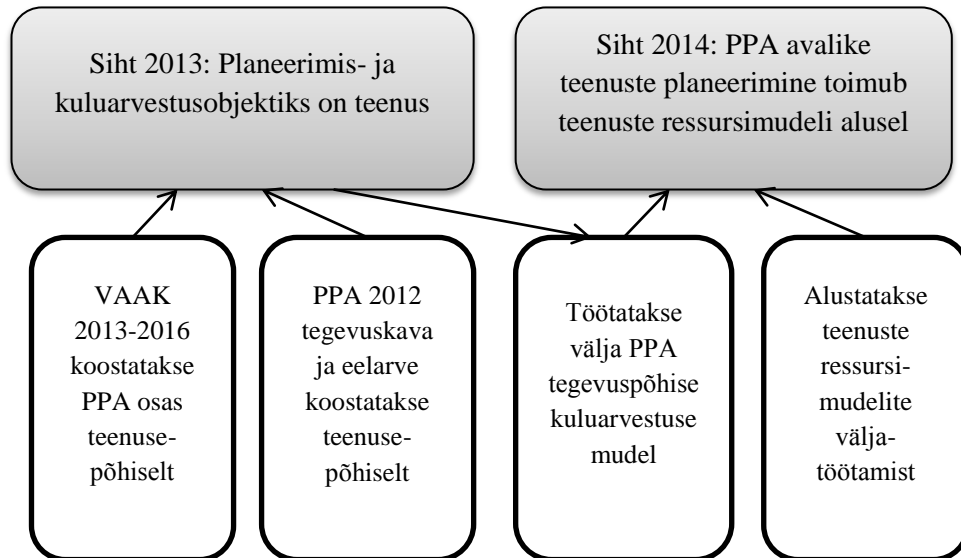 Siht 2013: Planeerimis- ja
kuluarvestusobjektiks on teenus
Siht 2014: PPA avalike
teenuste planeerimine toimub
teenuste ressursimudeli alusel
VAAK
2013-2016
koostatakse
PPA osas
teenuse-
põhiselt
PPA 2012
tegevuskava
ja eelarve
koostatakse
teenuse-
põhiselt
Töötatakse
välja PPA
tegevuspõhise
kuluarvestuse
mudel
Alustatakse
teenuste
ressursi-
mudelite
välja-
töötamist